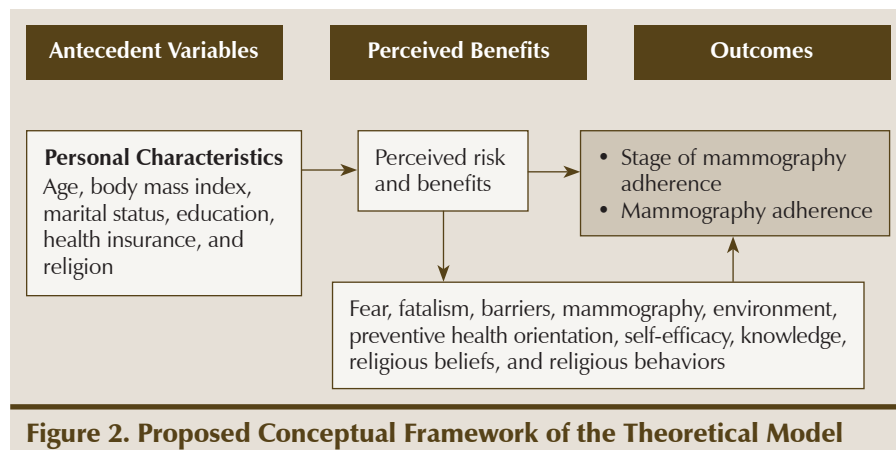 Antecedent Variables
Perceived Benefits
Outcomes
Personal Characteristics
Age, body mass index,
marital status, education,
health insurance, and
religion
Perceived risk
and benefits
• Stage of mammography
adherence
• Mammography adherence
Fear, fatalism, barriers, mammography, environment,
preventive health orientation, self-efficacy, knowledge,
religious beliefs, and religious behaviors
Figure 2. Proposed Conceptual Framework of the Theoretical Model